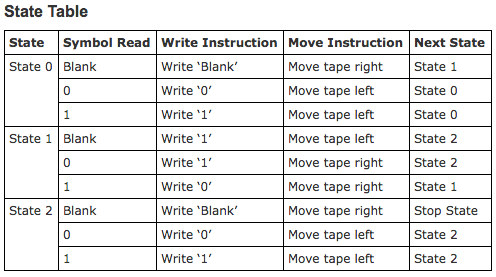 State Table
State Symbol Read Write Instruction Move Instruction Next State
State 0 Blank Write ‘Blank’ Move tape right State 1
0 Write ‘0’ Move tape left State 0
1 Write ‘1’ Move tape left State 0
State 1 Blank Write ‘1’ Move tape left State 2
0 Write ‘1’ Move tape right State 2
1 Write ‘0’ Move tape right State 1
State 2 Blank Write ‘Blank’ Move tape right Stop State
0 Write ‘0’ Move tape left State 2
1 Write ‘1’ Move tape left State 2